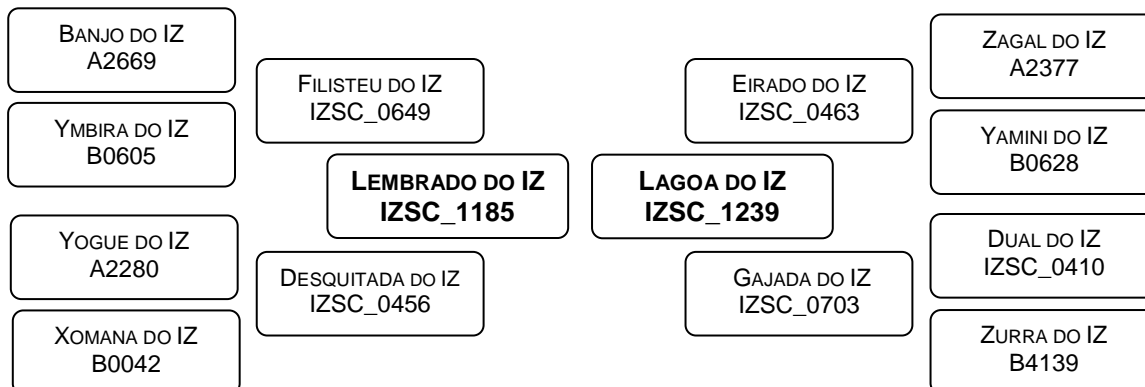 BANJO DO IZ
A2669
YMBIRA DO IZ
B0605
YOGUE DO IZ
A2280
XOMANA DO IZ
B0042
FILISTEU DO IZ
IZSC_0649
DESQUITADA DO IZ
IZSC_0456
LEMBRADO DO IZ
IZSC_1185
LAGOA DO IZ
IZSC_1239
EIRADO DO IZ
IZSC_0463
GAJADA DO IZ
IZSC_0703
ZAGAL DO IZ
A2377
YAMINI DO IZ
B0628
DUAL DO IZ
IZSC_0410
ZURRA DO IZ
B4139